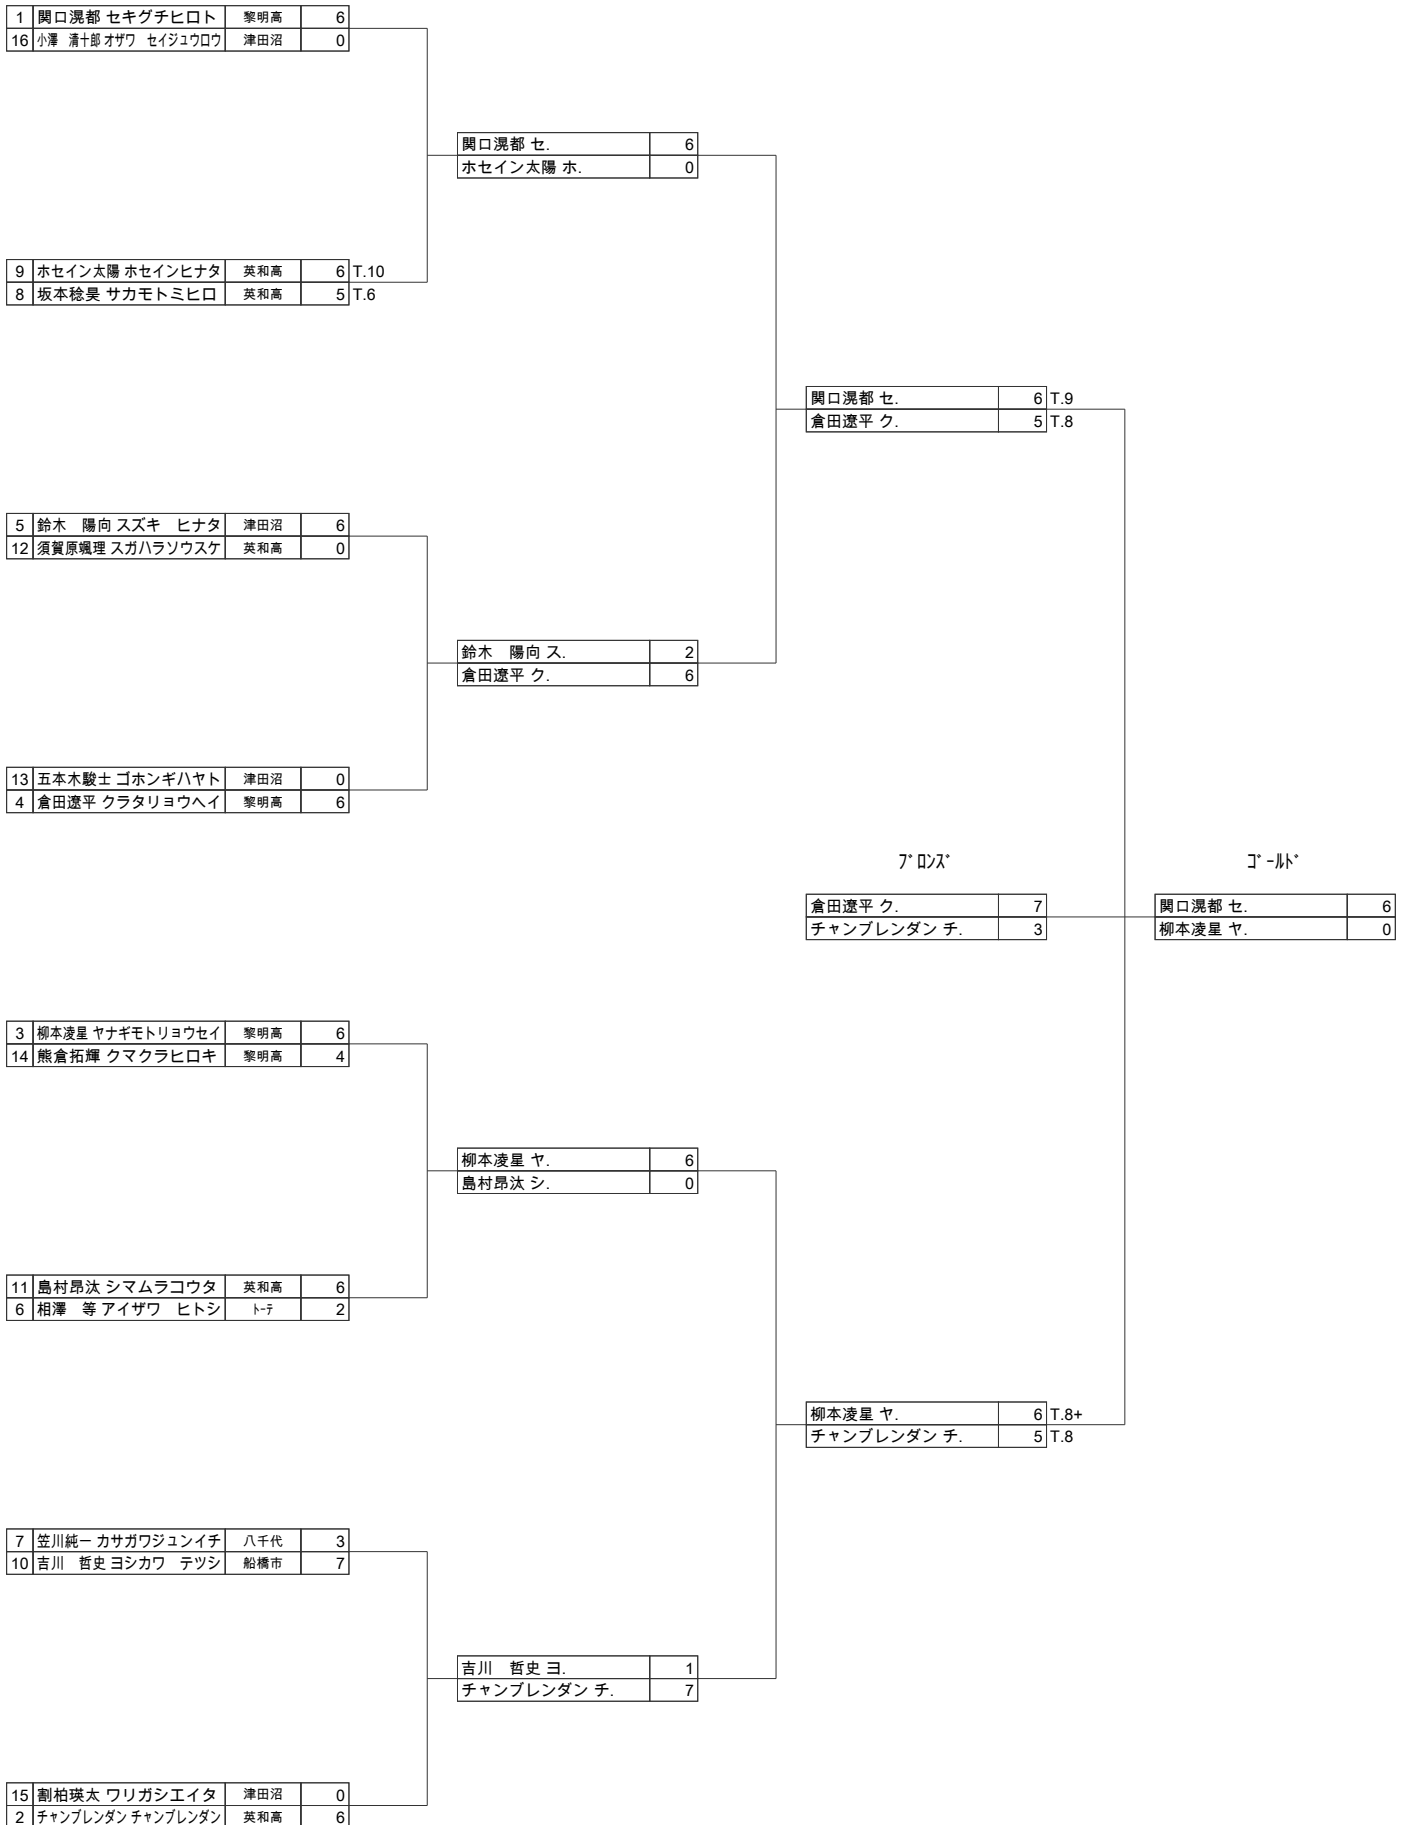 1 関口滉都 セキグチヒロト 黎明高 6
16 小澤　清十郎 オザワ　セイジュウロウ 津田沼 0
関口滉都 セ. 6
ホセイン太陽 ホ. 0
9 ホセイン太陽 ホセインヒナタ 英和高 6 T.10
8 坂本稔昊 サカモトミヒロ 英和高 5 T.6
関口滉都 セ. 6 T.9
倉田遼平 ク. 5 T.8
5 鈴木　陽向 スズキ　ヒナタ 津田沼 6
12 須賀原颯理 スガハラソウスケ 英和高 0
鈴木　陽向 ス. 2
倉田遼平 ク. 6
13 五本木駿士 ゴホンギハヤト 津田沼 0
4 倉田遼平 クラタリョウヘイ 黎明高 6
ﾌﾞﾛﾝｽﾞ ｺﾞｰﾙﾄﾞ
倉田遼平 ク. 7 関口滉都 セ. 6
チャンブレンダン チ. 3 柳本凌星 ヤ. 0
3 柳本凌星 ヤナギモトリョウセイ 黎明高 6
14 熊倉拓輝 クマクラヒロキ 黎明高 4
柳本凌星 ヤ. 6
島村昂汰 シ. 0
11 島村昂汰 シマムラコウタ 英和高 6
6 相澤　等 アイザワ　ヒトシ ﾄｰﾃ 2
柳本凌星 ヤ. 6 T.8+
チャンブレンダン チ. 5 T.8
7 笠川純一 カサガワジュンイチ 八千代 3
10 吉川　哲史 ヨシカワ　テツシ 船橋市 7
吉川　哲史 ヨ. 1
チャンブレンダン チ. 7
15 割柏瑛太 ワリガシエイタ 津田沼 0
2 チャンブレンダン チャンブレンダン 英和高 6